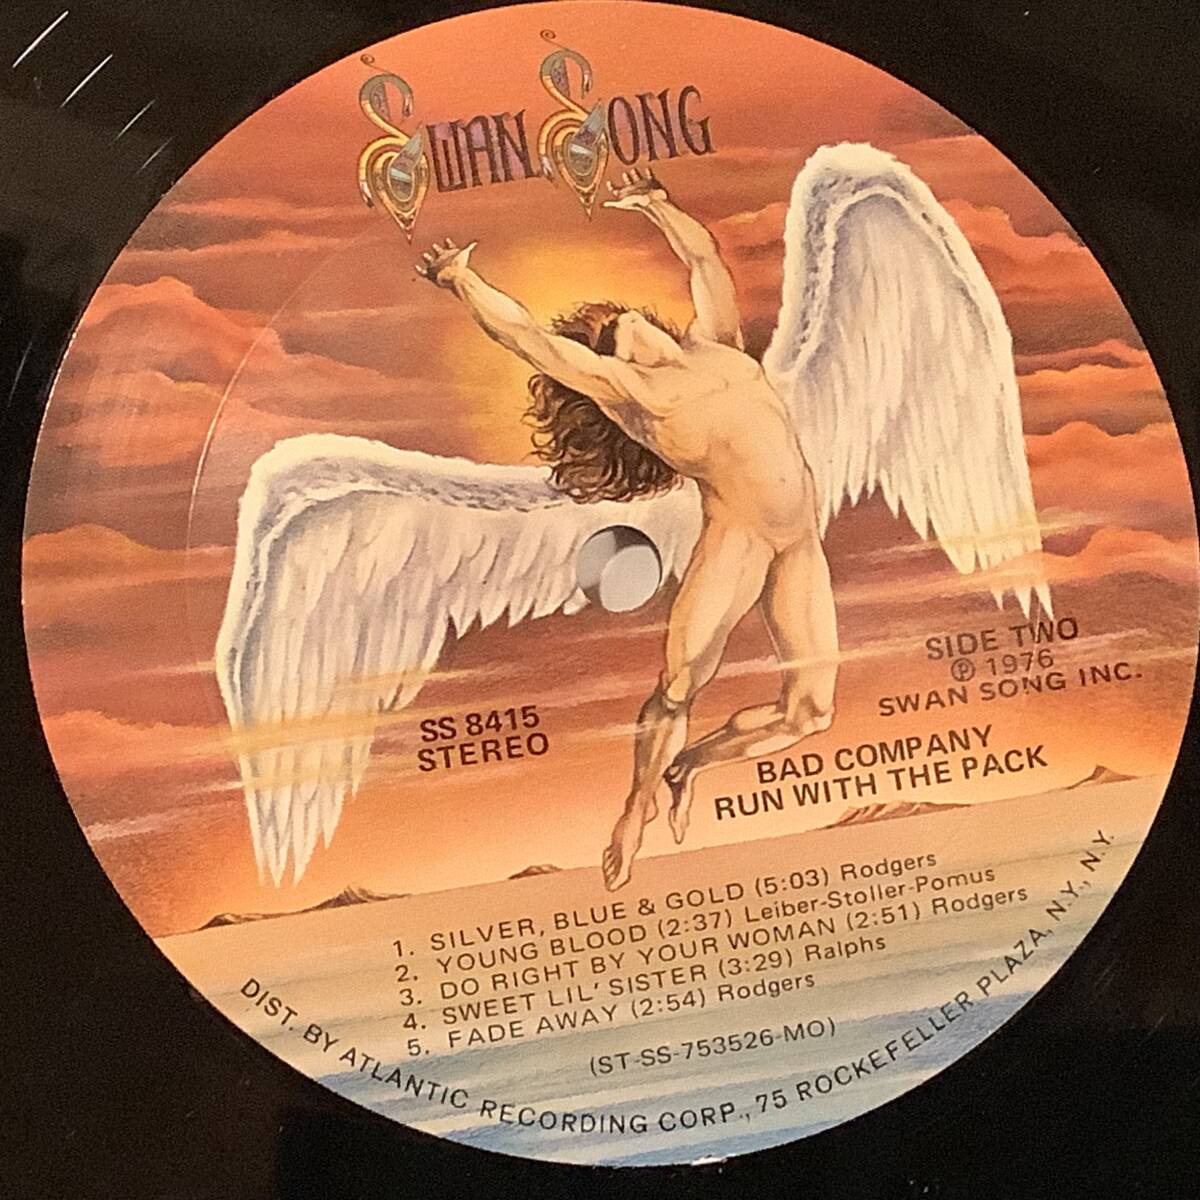 SWAN SONG
SIDE TWO
℗ 1976
SWAN SONG INC.
SS 8415
STEREO
BAD COMPANY
RUN WITH THE PACK
1. SILVER, BLUE & GOLD (5:03) Rodgers
2. YOUNG BLOOD (2:37) Leiber-Stoller-Pomus
3. DO RIGHT BY YOUR WOMAN (2:51) Rodgers
4. SWEET LIL' SISTER (3:29) Ralphs
5. FADE AWAY (2:54) Rodgers
(ST-SS-753526-MO)
DIST. BY ATLANTIC RECORDING CORP., 75 ROCKEFELLER PLAZA, N.Y., N.Y.